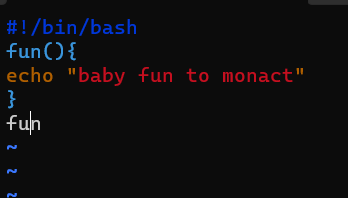 #!/bin/bash
fun(){
echo "baby fun to monact"
}
fun
~
~
~